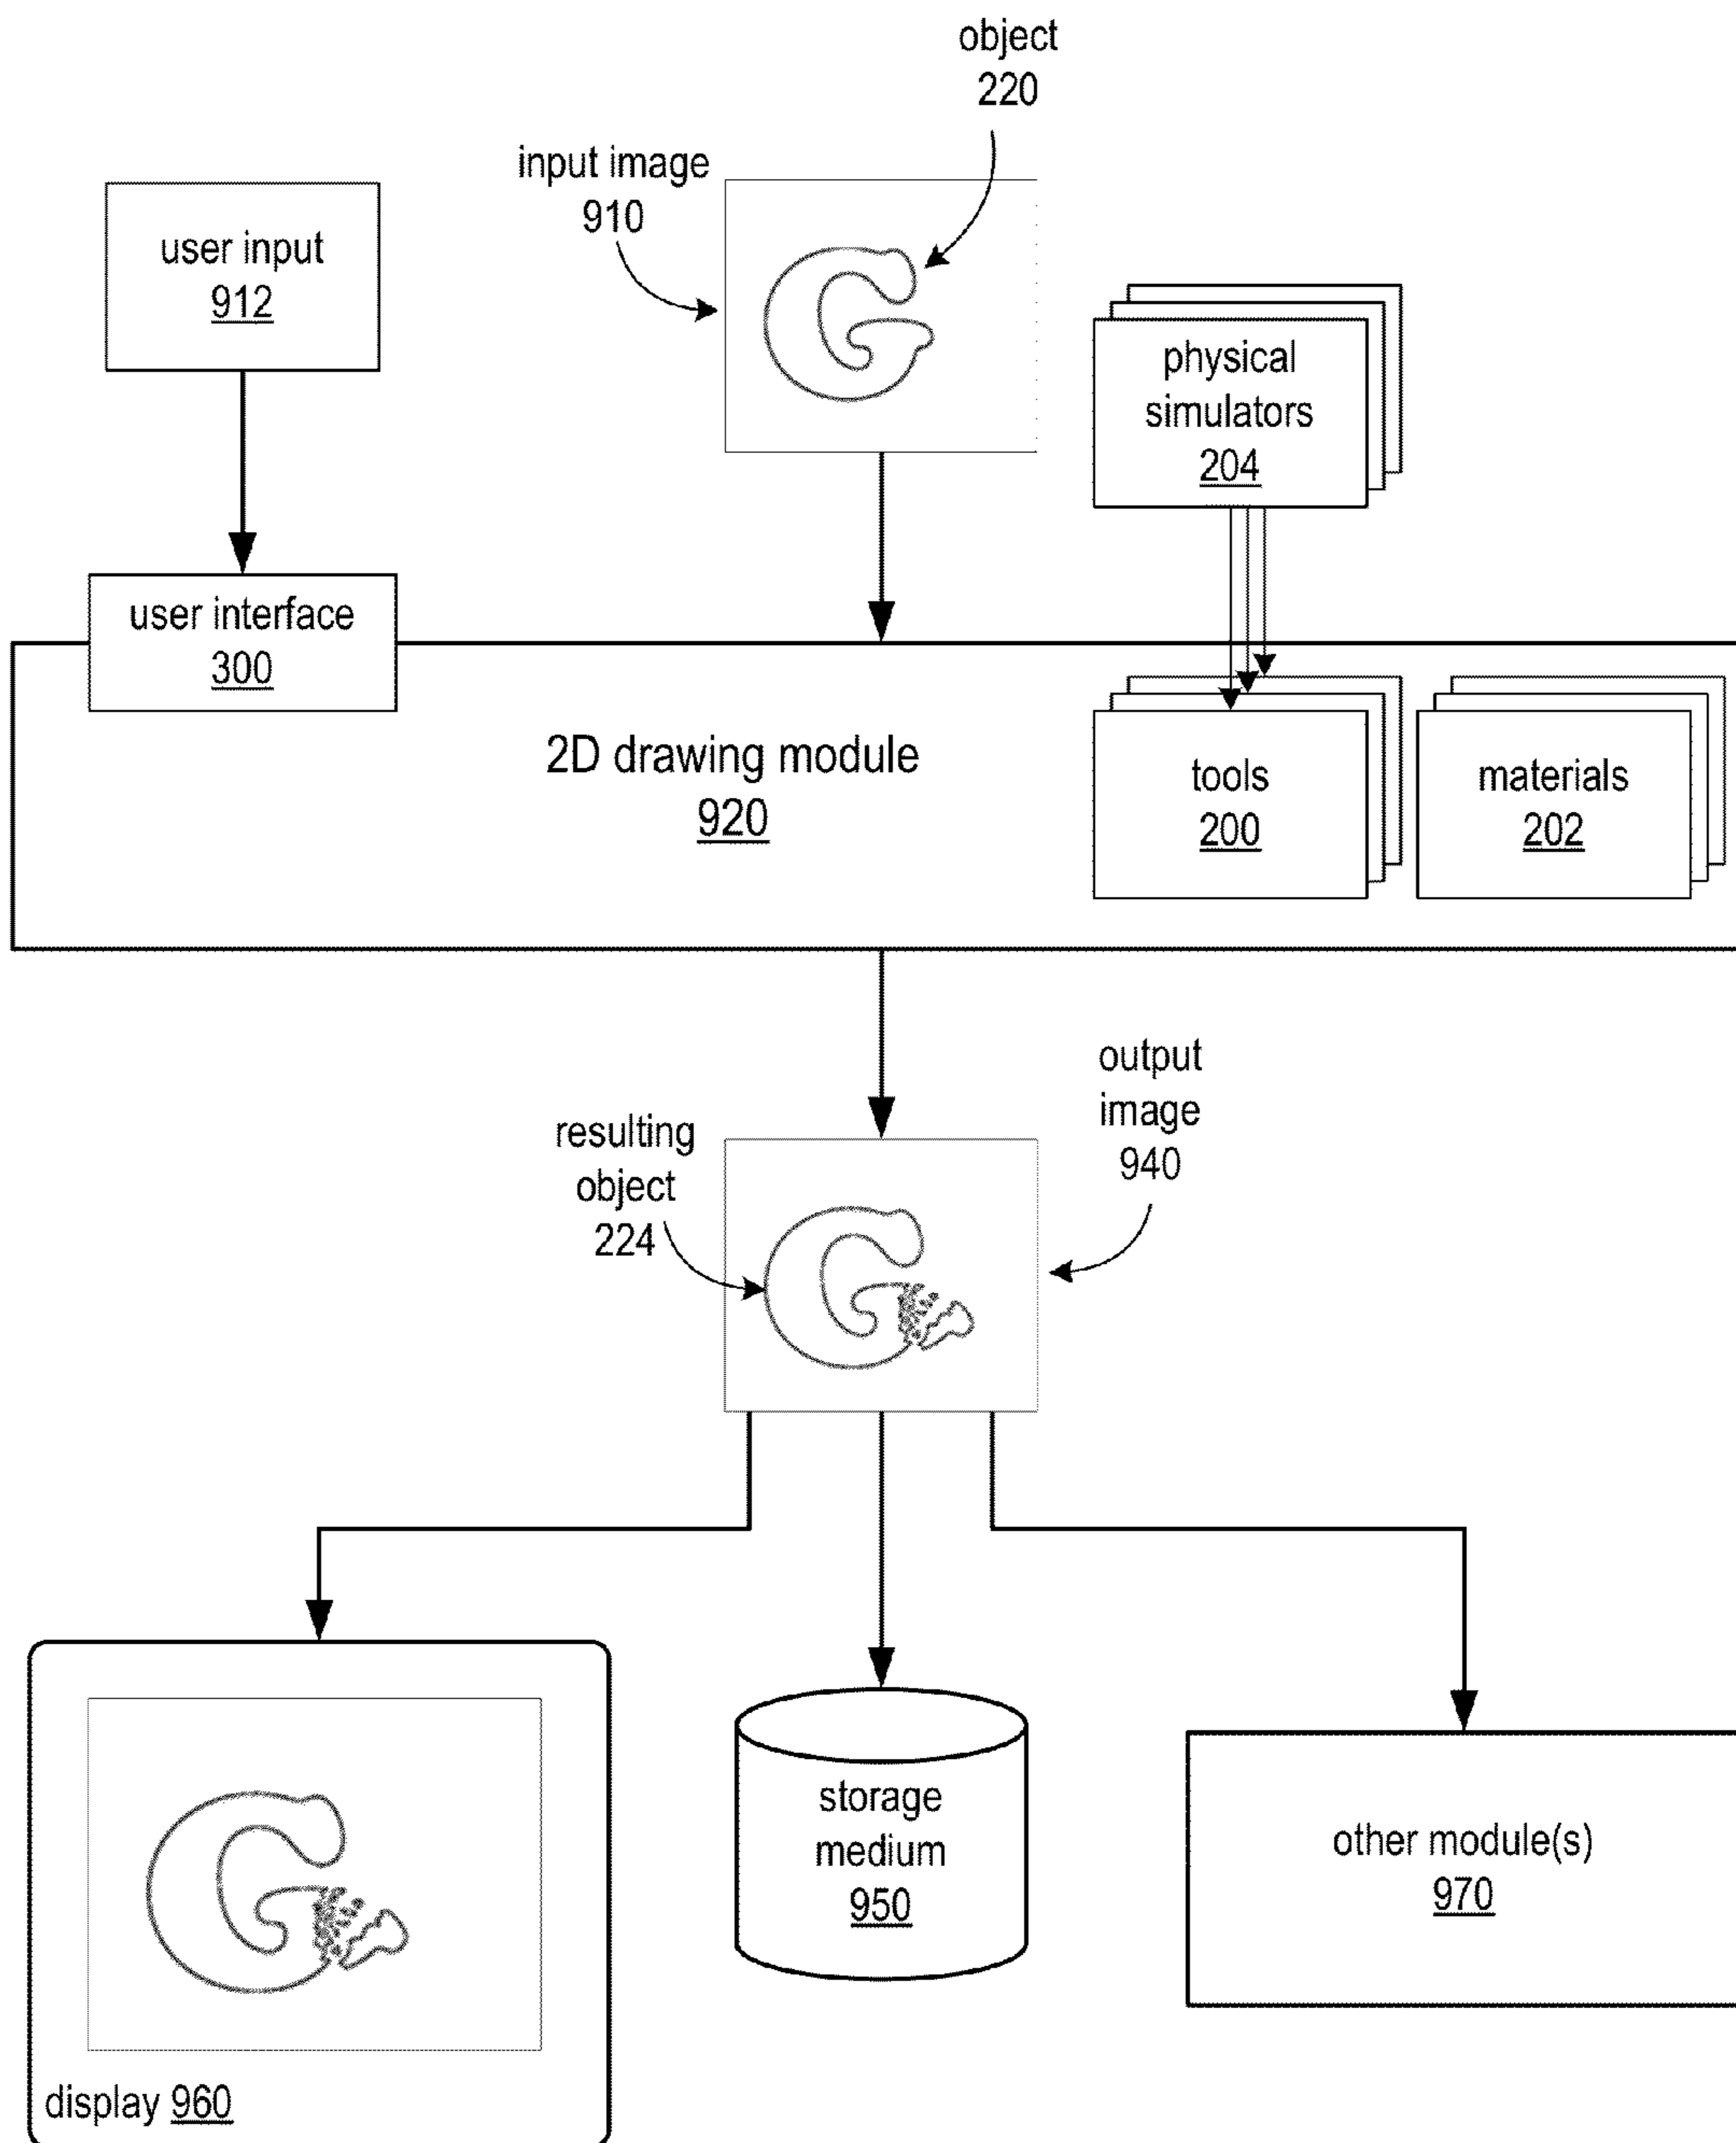 object
220
input image
910
user input
912
G
physical
simulators
204
user interface
300
2D drawing module
920
tools
200
materials
202
output
image
940
resulting
object
224
G
G
storage
medium
950
other module(s)
970
display 960